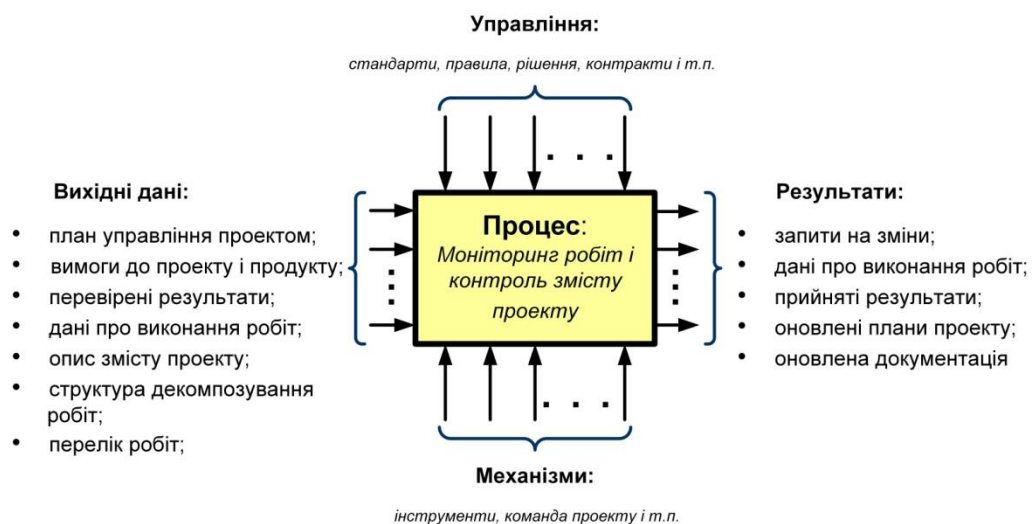 Управління:
стандарти, правила, рішення, контракти і т.п.
Вихідні дані:
• план управління проектом;
• вимоги до проекту і продукту;
• перевірені результати;
• дані про виконання робіт;
• опис змісту проекту;
• структура декомпозування
робіт;
• перелік робіт;
Процес:
Моніторинг робіт і
контроль змісту
проекту
Результати:
• запити на зміни;
• дані про виконання робіт;
• прийняті результати;
• оновлені плани проекту;
• оновлена документація
Механізми:
інструменти, команда проекту і т.п.